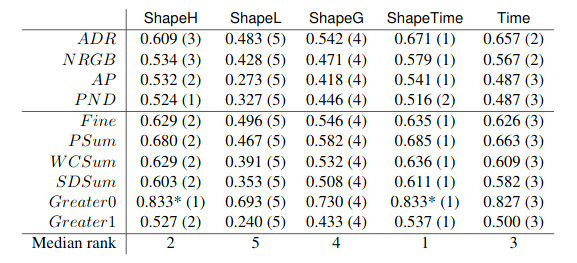 ShapeH ShapeL ShapeG ShapeTime Time
ADR 0.609 (3) 0.483 (5) 0.542 (4) 0.671 (1) 0.657 (2)
NRGB 0.534 (3) 0.428 (5) 0.471 (4) 0.579 (1) 0.567 (2)
AP 0.532 (2) 0.273 (5) 0.418 (4) 0.541 (1) 0.487 (3)
PND 0.524 (1) 0.327 (5) 0.446 (4) 0.516 (2) 0.487 (3)
Fine 0.629 (2) 0.496 (5) 0.546 (4) 0.635 (1) 0.626 (3)
PSum 0.680 (2) 0.467 (5) 0.582 (4) 0.685 (1) 0.663 (3)
WCSum 0.629 (2) 0.391 (5) 0.532 (4) 0.636 (1) 0.609 (3)
SDSum 0.603 (2) 0.353 (5) 0.508 (4) 0.611 (1) 0.582 (3)
Greater0 0.833* (1) 0.693 (5) 0.730 (4) 0.833* (1) 0.827 (3)
Greater1 0.527 (2) 0.240 (5) 0.433 (4) 0.537 (1) 0.500 (3)
Median rank 2 5 4 1 3